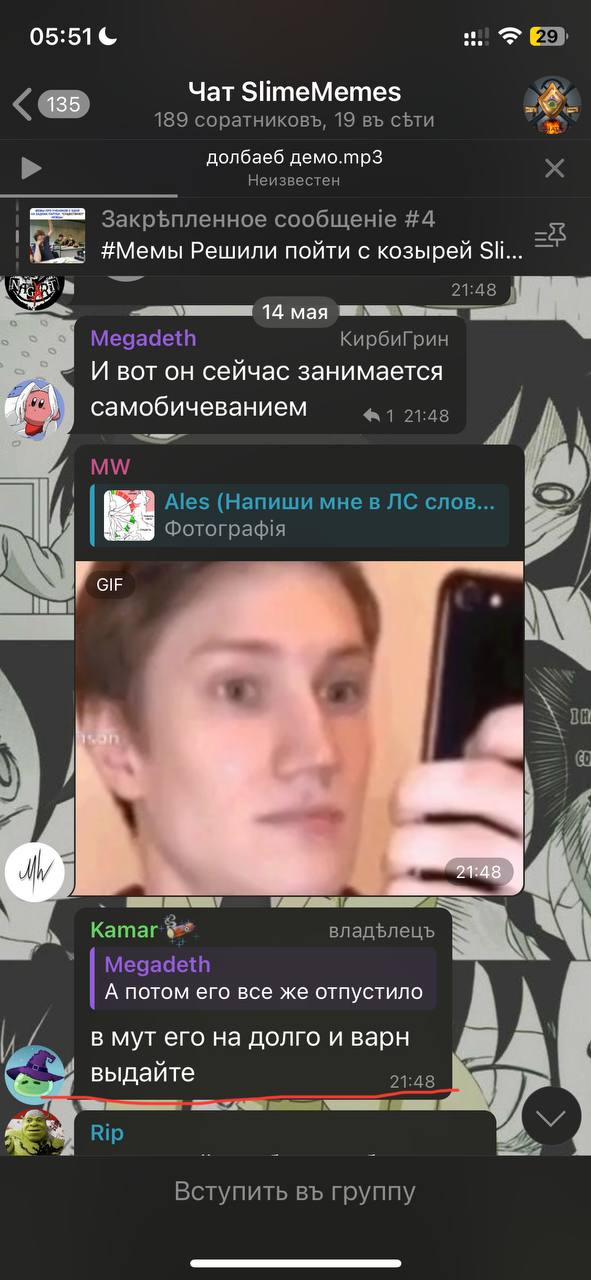 05:51
29
135
Чат SlimeMemes
189 соратниковъ, 19 въ сѣти
долбаеб демо.mp3
Неизвестен
Закрѣпленное сообщеніе #4
#Мемы Решили пойти с козырей Sli...
21:48
14 мая
Megadeth
КирбиГрин
И вот он сейчас занимается
самобичеванием
1 21:48
MW
Ales (Напиши мне в ЛС слов...
Фотографія
GIF
21:48
Kamar
владѣлецъ
Megadeth
А потом его все же отпустило
в мут его на долго и варн
выдайте
21:48
Rip
Вступить въ группу